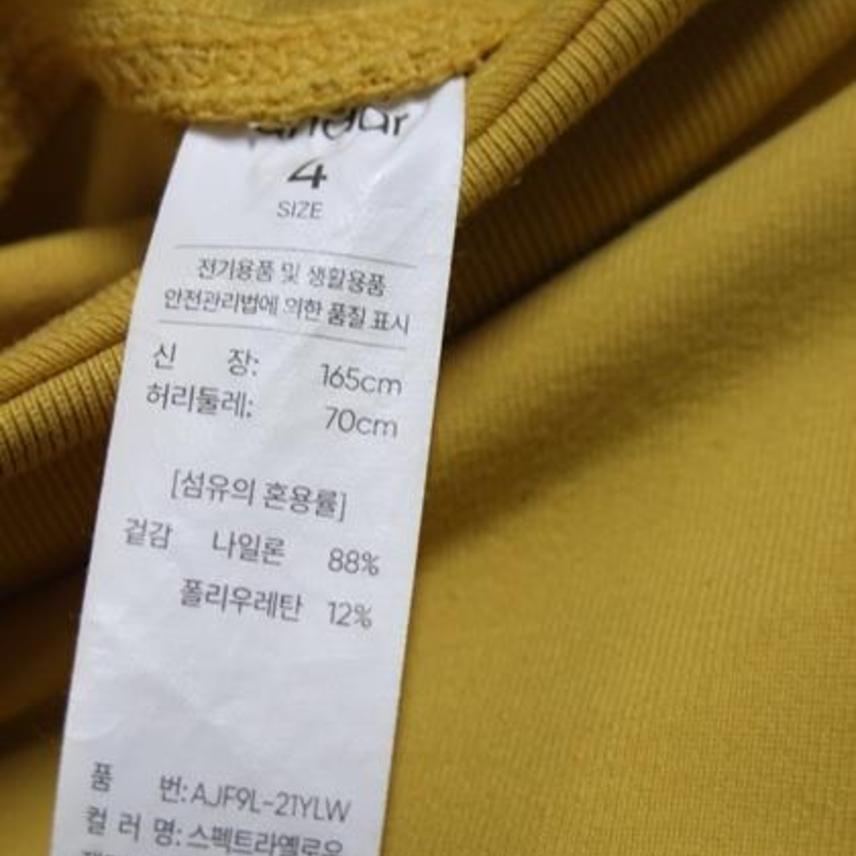 4
SIZE
전기용품 및 생활용품
안전관리법에 의한 품질 표시
신 장: 165cm
허리둘레: 70cm
[섬유의 혼용률]
겉감 나일론 88%
폴리우레탄 12%
품 번: AJF9L-21YLW
컬 러 명: 스펙트라옐로우